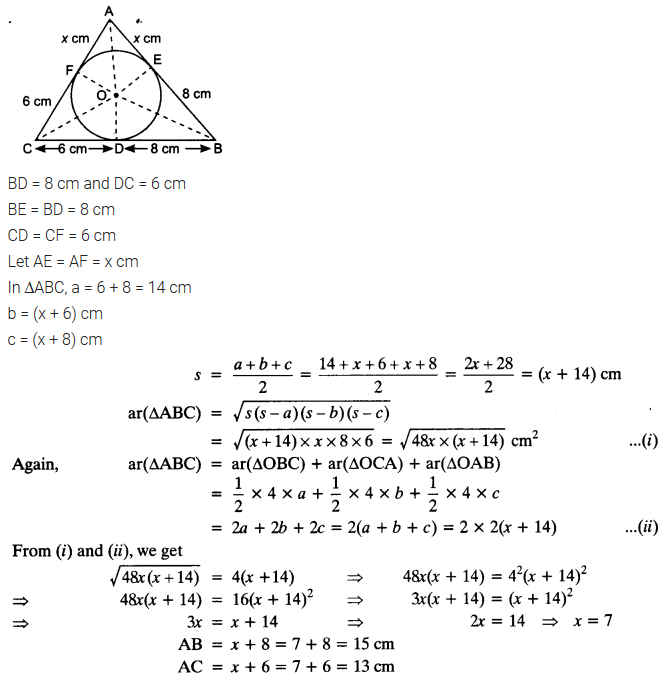 A
x cm x cm
F E
6 cm O 8 cm
C 6 cm D 8 cm B
BD = 8 cm and DC = 6 cm
BE = BD = 8 cm
CD = CF = 6 cm
Let AE = AF = x cm
In ΔABC, a = 6 + 8 = 14 cm
b = (x + 6) cm
c = (x + 8) cm
s = (a + b + c)/2 = (14 + x + 6 + x + 8)/2 = (2x + 28)/2 = (x + 14) cm
ar(ΔABC) = √(s(s – a)(s – b)(s – c))
= √((x + 14) × x × 8 × 6) = √(48x × (x + 14)) cm² ...(i)
Again, ar(ΔABC) = ar(ΔOBC) + ar(ΔOCA) + ar(ΔOAB)
= 1/2 × 4 × a + 1/2 × 4 × b + 1/2 × 4 × c
= 2a + 2b + 2c = 2(a + b + c) = 2 × 2(x + 14) ...(ii)
From (i) and (ii), we get
√(48x(x + 14)) = 4(x +14) ⇒ 48x(x + 14) = 4²(x + 14)²
⇒ 48x(x + 14) = 16(x + 14)² ⇒ 3x(x + 14) = (x + 14)²
⇒ 3x = x + 14 ⇒ 2x = 14 ⇒ x = 7
AB = x + 8 = 7 + 8 = 15 cm
AC = x + 6 = 7 + 6 = 13 cm